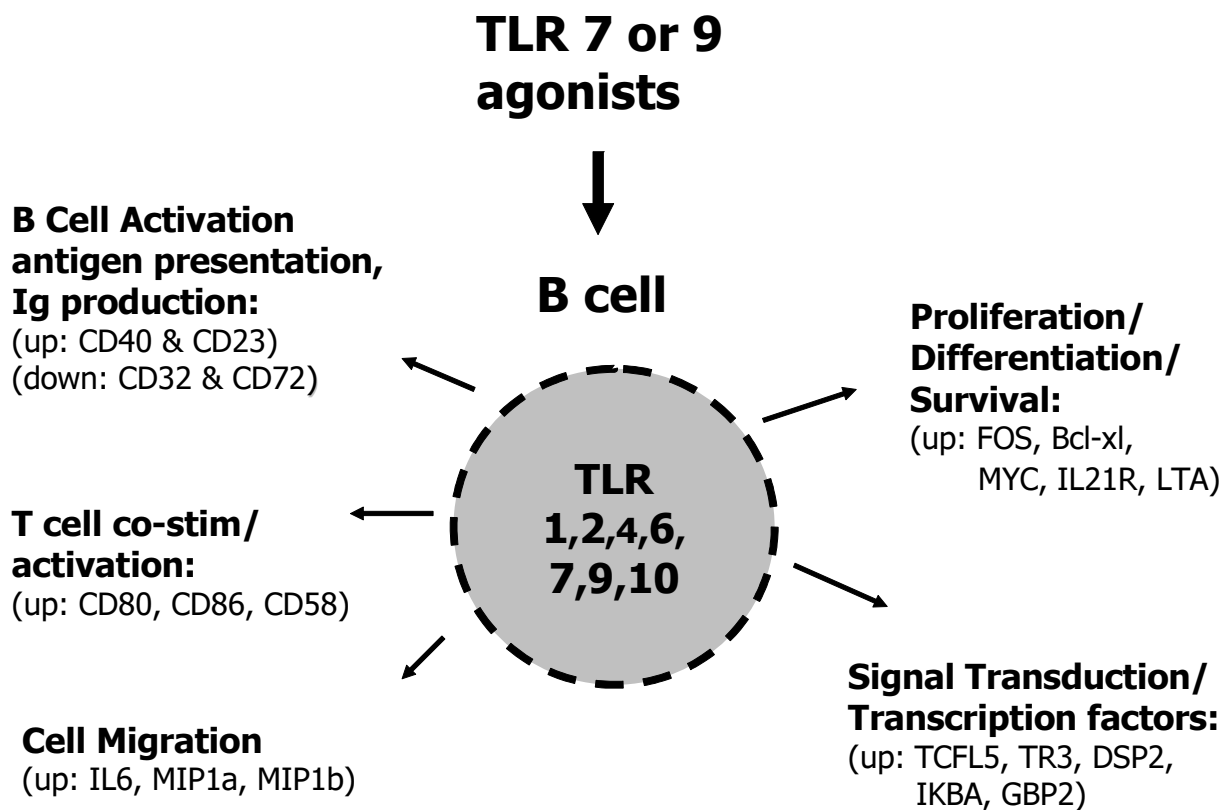 TLR 7 or 9
agonists
B Cell Activation
antigen presentation,
Ig production:
(up: CD40 & CD23)
(down: CD32 & CD72)
B cell
Proliferation/
Differentiation/
Survival:
(up: FOS, Bcl-xl,
MYC, IL21R, LTA)
TLR
1,2,4,6,
7,9,10
T cell co-stim/
activation:
(up: CD80, CD86, CD58)
Cell Migration
(up: IL6, MIP1a, MIP1b)
Signal Transduction/
Transcription factors:
(up: TCFL5, TR3, DSP2,
IKBA, GBP2)